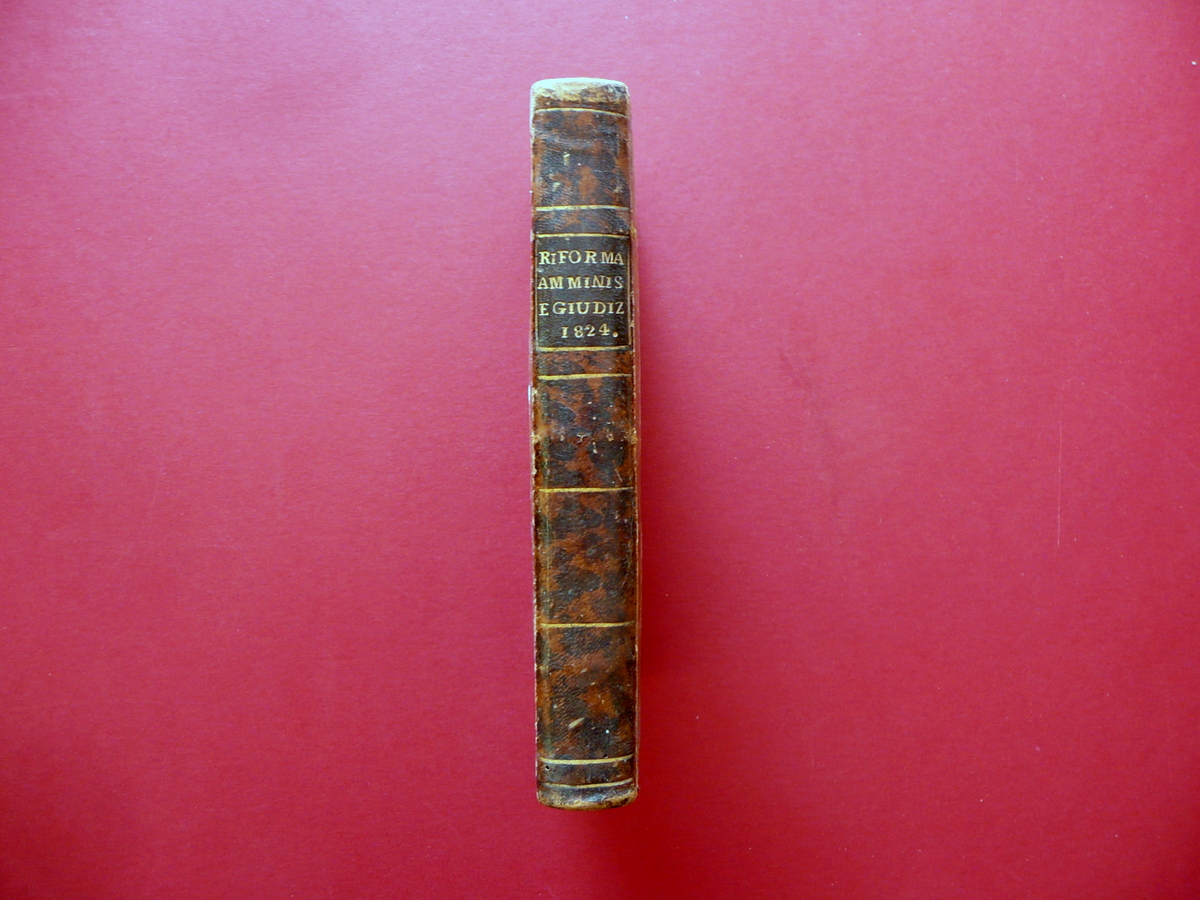 RIFORMA
AMMINIS
E GIUDIZ
1824.